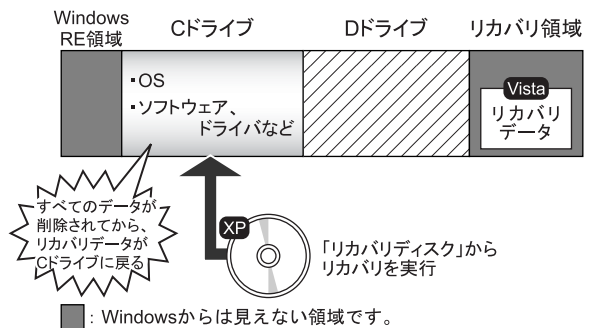 Windows
RE領域
Cドライブ
Dドライブ
リカバリ領域
・OS
・ソフトウェア、
ドライバなど
Vista
リカバリ
データ
すべてのデータが
削除されてから、
リカバリデータが
Cドライブに戻る
XP
「リカバリディスク」から
リカバリを実行
：Windowsからは見えない領域です。